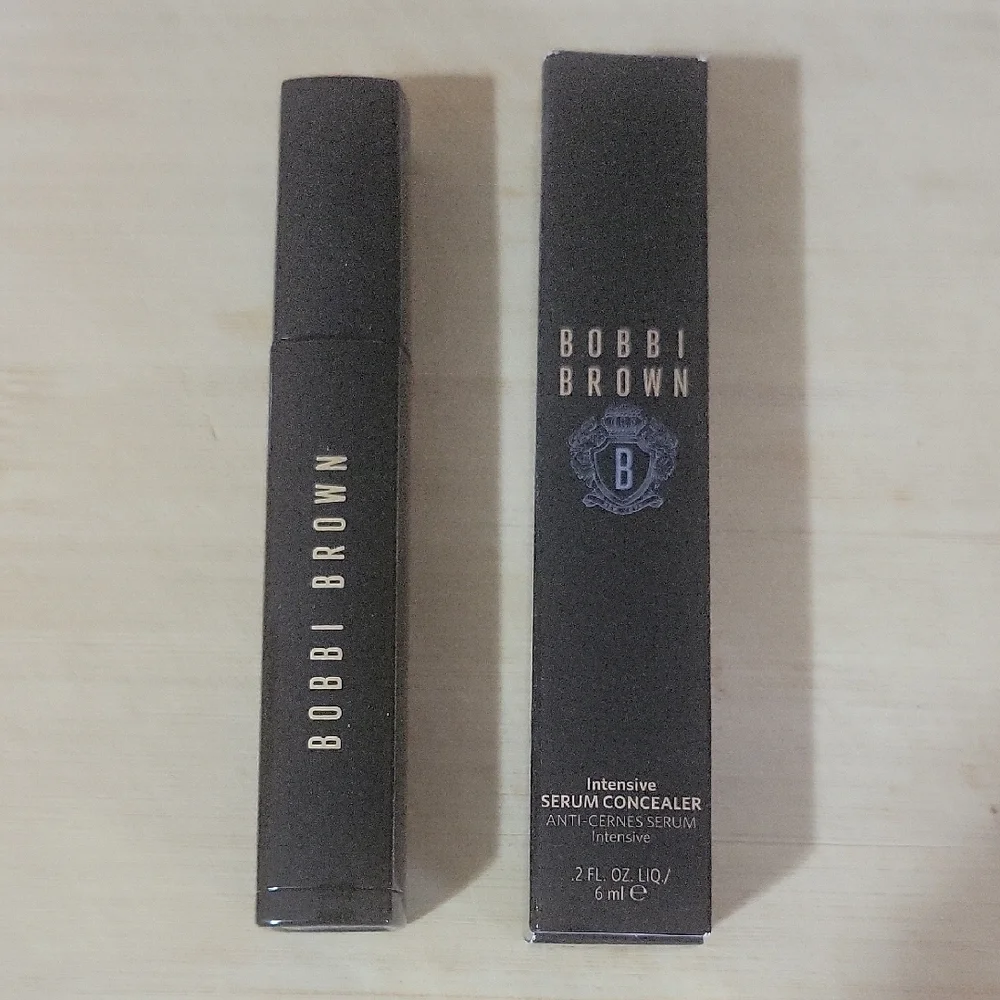 BOBBI BROWN
BOBBI
BROWN
B
Intensive
SERUM CONCEALER
ANTI-CERNES SERUM
Intensive
.2 FL. OZ. LIQ./
6 ml ℮